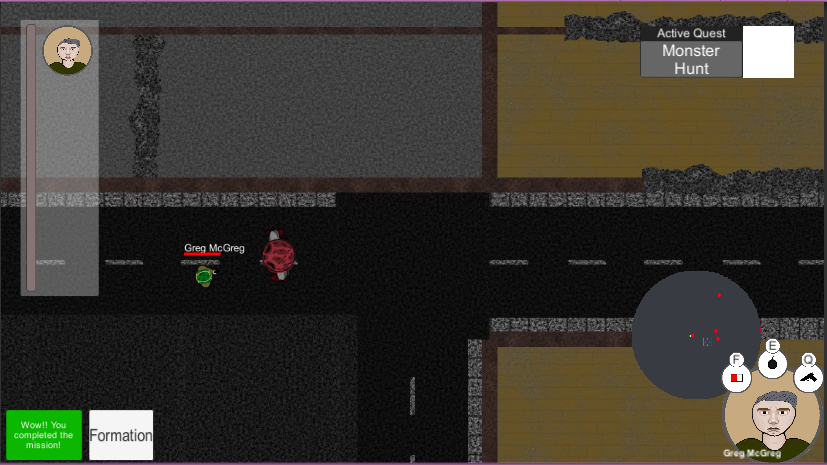 Active Quest
Monster
Hunt
Greg McGreg
F
E
Q
Wow!! You
completed the
mission!
Formation
Greg McGreg